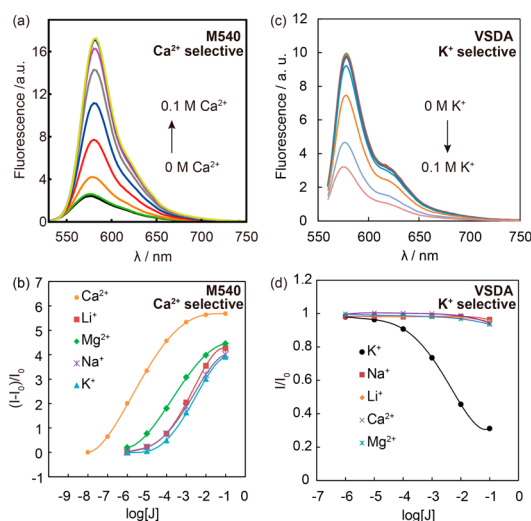 (a)
M540
Ca²⁺ selective
Fluorescence / a.u.
16
12
8
4
0
0.1 M Ca²⁺
0 M Ca²⁺
550 600 650 700 750
λ / nm
(c)
VSDA
K⁺ selective
Fluorescence / a. u.
12
10
8
6
4
2
0
0 M K⁺
0.1 M K⁺
550 600 650 700 750
λ / nm
(b)
M540
Ca²⁺ selective
(I-I₀)/I₀
7
6
5
4
3
2
1
0
-1
Ca²⁺
Li⁺
Mg²⁺
Na⁺
K⁺
-9 -8 -7 -6 -5 -4 -3 -2 -1 0
log[J]
(d)
VSDA
K⁺ selective
I/I₀
1
0.8
0.6
0.4
0.2
0
K⁺
Na⁺
Li⁺
Ca²⁺
Mg²⁺
-7 -6 -5 -4 -3 -2 -1 0
log[J]